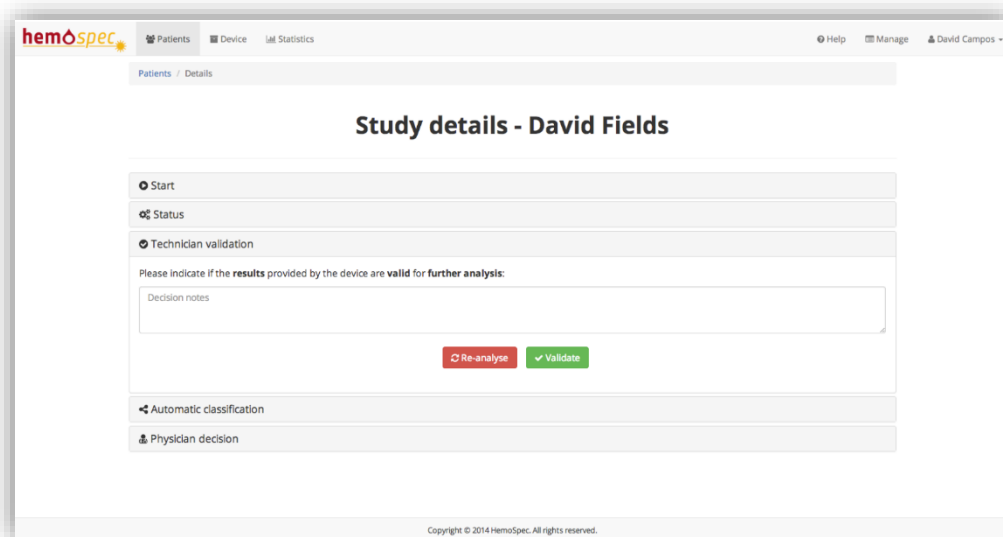 hemospec
Patients Device Statistics Help Manage David Campos
Patients / Details
Study details - David Fields
Start
Status
Technician validation
Please indicate if the results provided by the device are valid for further analysis:
Decision notes
Re-analyse Validate
Automatic classification
Physician decision
Copyright © 2014 HemoSpec. All rights reserved.